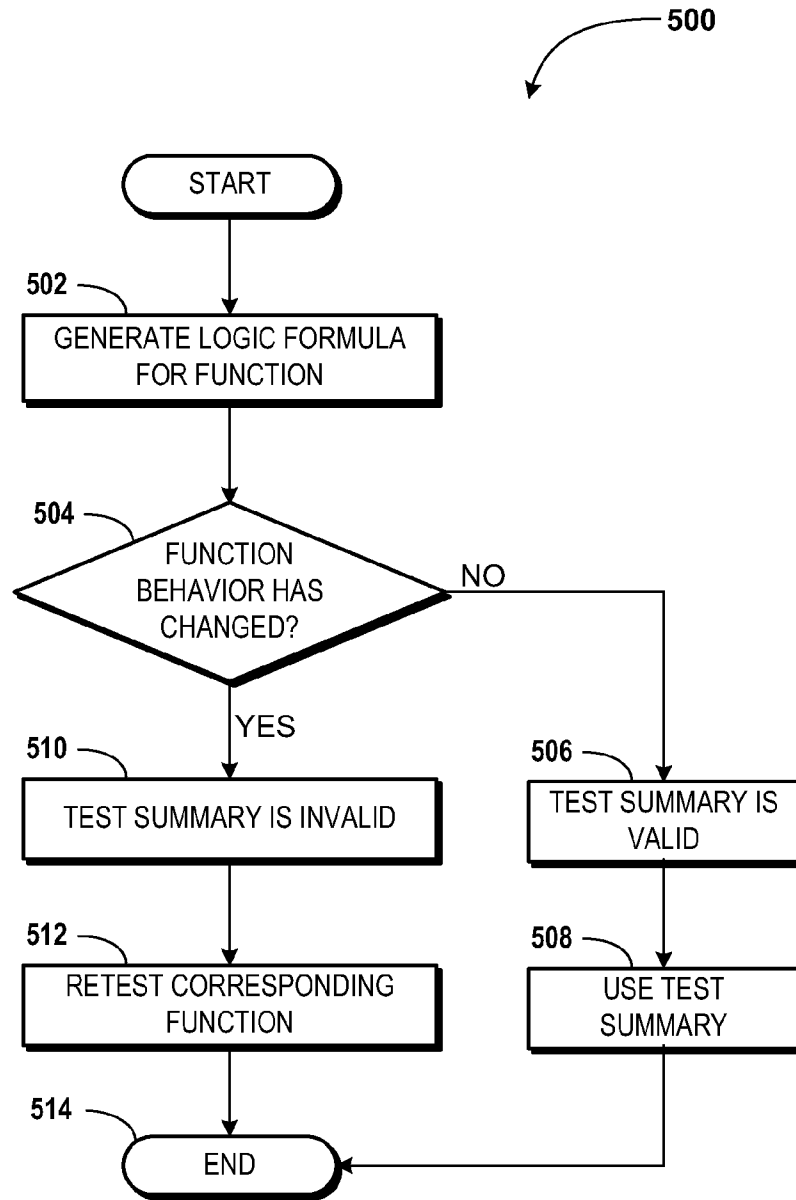 500
START
502
GENERATE LOGIC FORMULA
FOR FUNCTION
504
FUNCTION
BEHAVIOR HAS
CHANGED?
NO
YES
510
TEST SUMMARY IS INVALID
506
TEST SUMMARY IS
VALID
512
RETEST CORRESPONDING
FUNCTION
508
USE TEST
SUMMARY
514
END